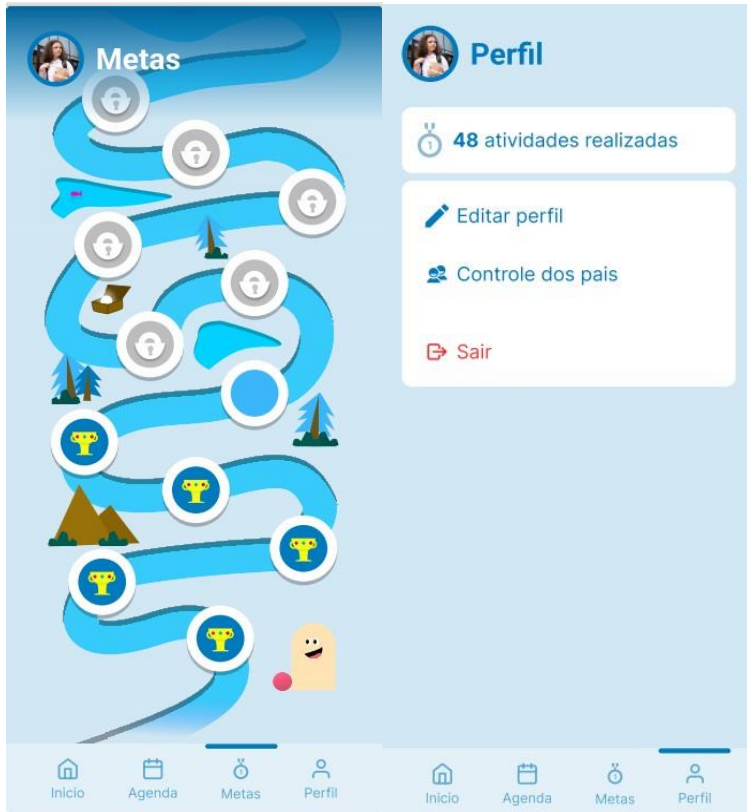 Metas
Inicio
Agenda
Metas
Perfil
Perfil
48 atividades realizadas
Editar perfil
Controle dos pais
Sair
Inicio
Agenda
Metas
Perfil